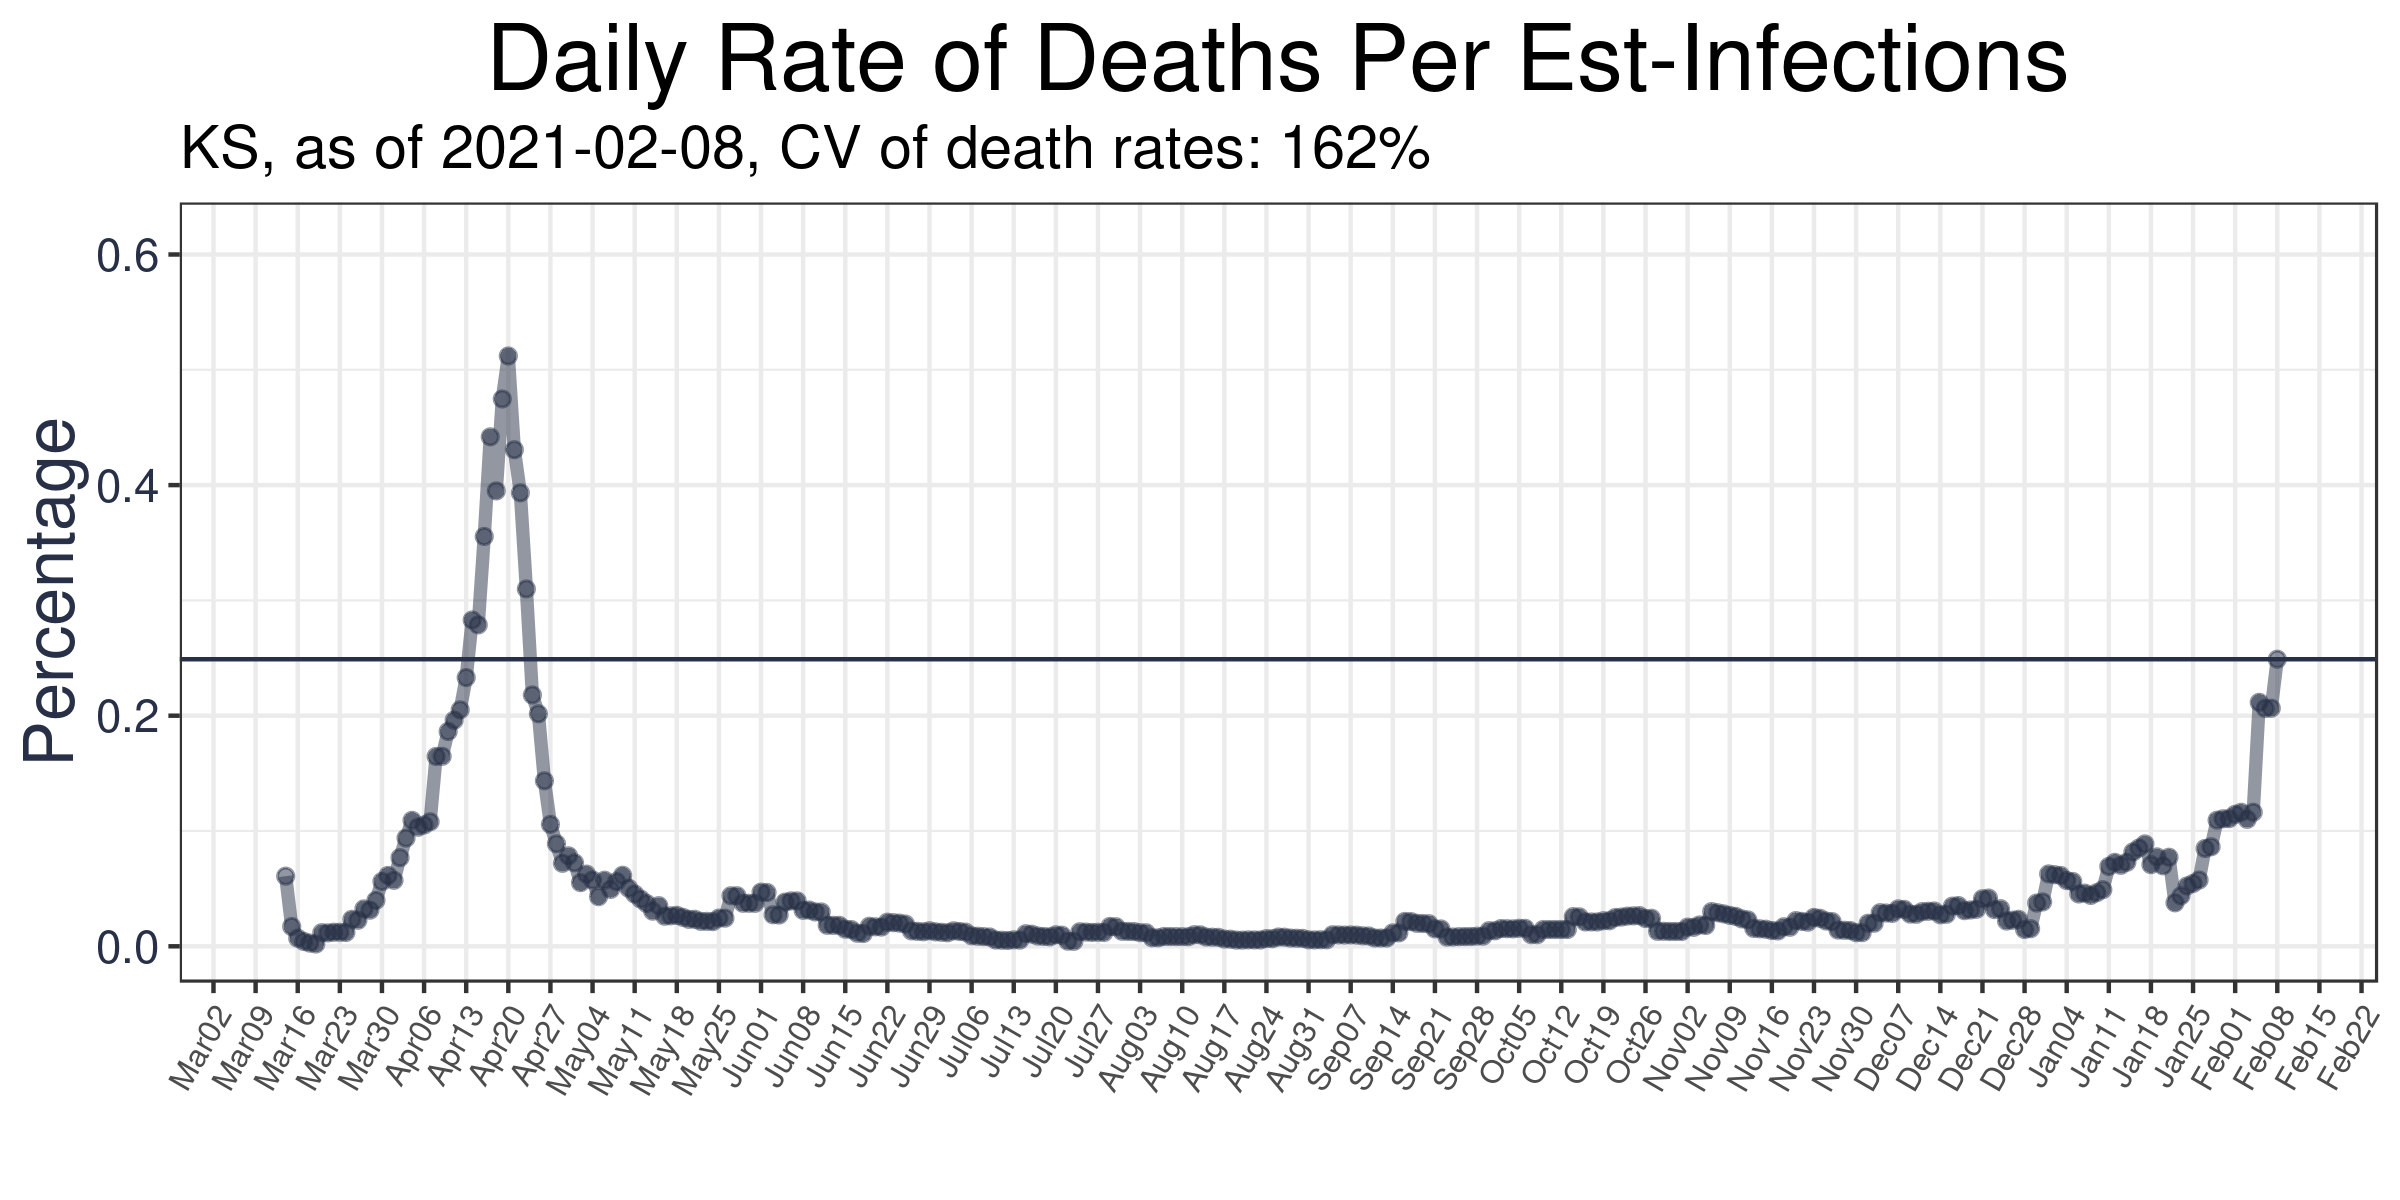 Daily Rate of Deaths Per Est-Infections
KS, as of 2021-02-08, CV of death rates: 162%
Percentage
0.6
0.4
0.2
0.0
Mar02 Mar09 Mar16 Mar23 Mar30 Apr06 Apr13 Apr20 Apr27 May04 May11 May18 May25 Jun01 Jun08 Jun15 Jun22 Jun29 Jul06 Jul13 Jul20 Jul27 Aug03 Aug10 Aug17 Aug24 Aug31 Sep07 Sep14 Sep21 Sep28 Oct05 Oct12 Oct19 Oct26 Nov02 Nov09 Nov16 Nov23 Nov30 Dec07 Dec14 Dec21 Dec28 Jan04 Jan11 Jan18 Jan25 Feb01 Feb08 Feb15 Feb22